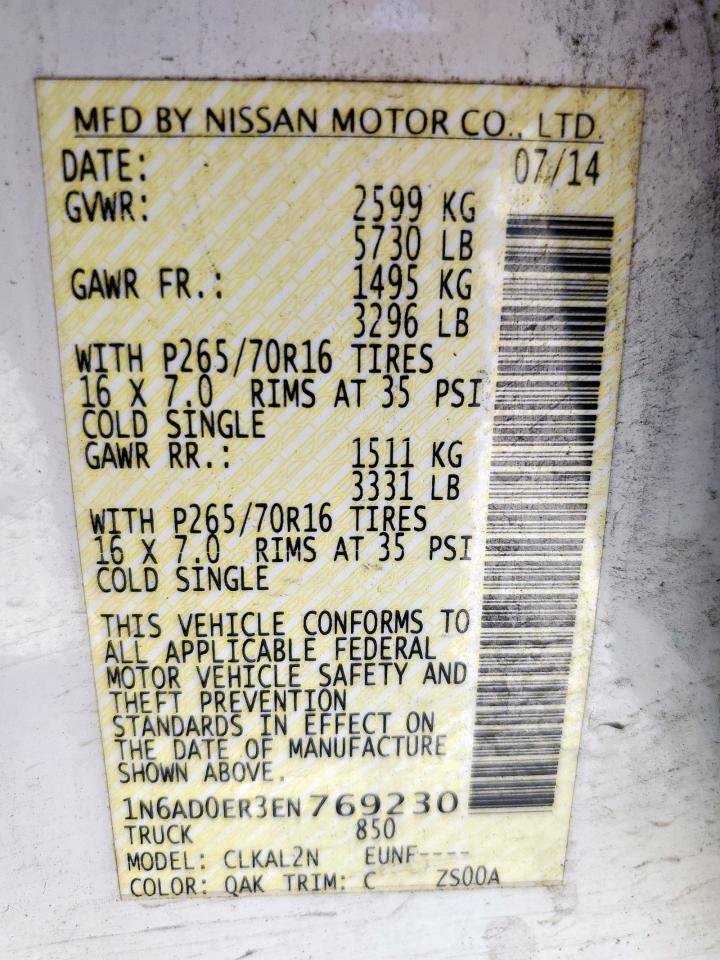 MFD BY NISSAN MOTOR CO., LTD.
DATE: 07/14
GVWR: 2599 KG
5730 LB
GAWR FR.: 1495 KG
3296 LB
WITH P265/70R16 TIRES
16 X 7.0 RIMS AT 35 PSI
COLD SINGLE
GAWR RR.: 1511 KG
3331 LB
WITH P265/70R16 TIRES
16 X 7.0 RIMS AT 35 PSI
COLD SINGLE
THIS VEHICLE CONFORMS TO
ALL APPLICABLE FEDERAL
MOTOR VEHICLE SAFETY AND
THEFT PREVENTION
STANDARDS IN EFFECT ON
THE DATE OF MANUFACTURE
SHOWN ABOVE.
1N6AD0ER3EN769230
TRUCK 850
MODEL: CLKAL2N EUNF----
COLOR: QAK TRIM: C ZS00A